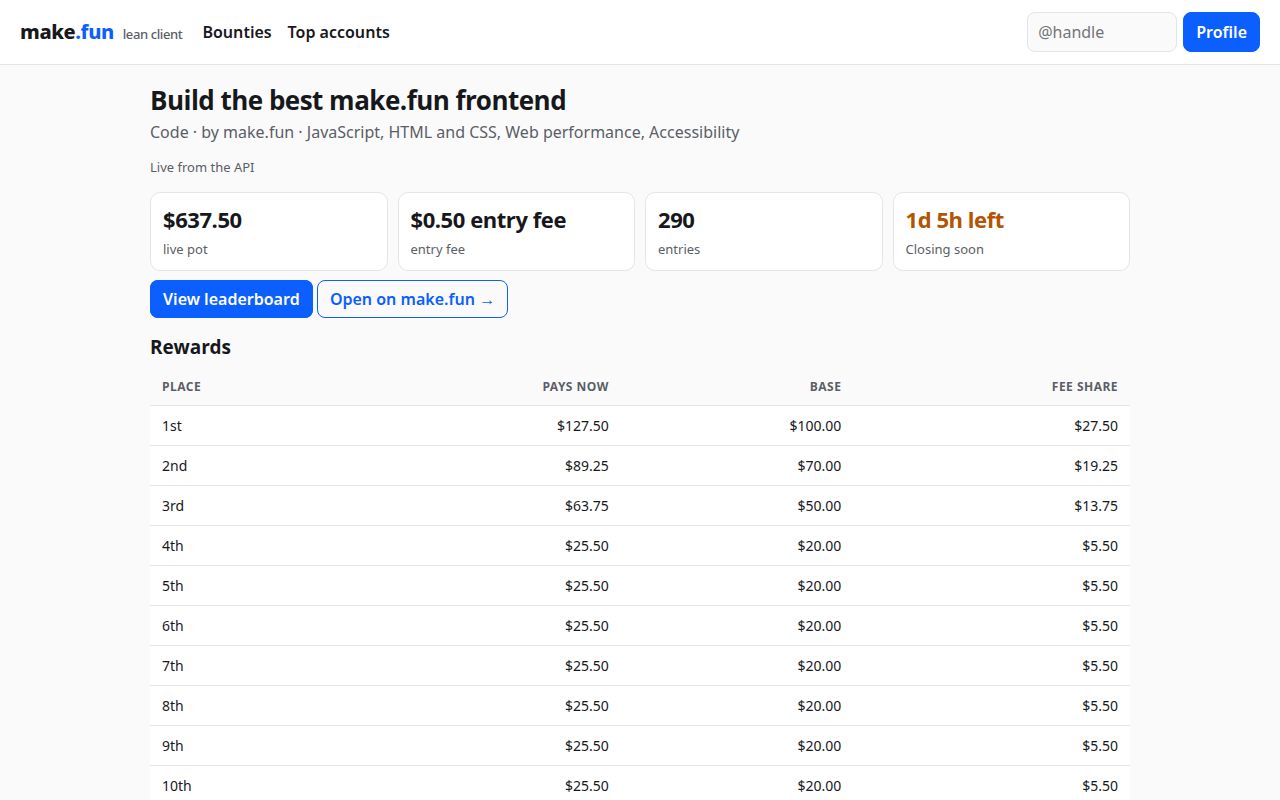 make.fun lean client Bounties Top accounts @handle Profile
Build the best make.fun frontend
Code · by make.fun · JavaScript, HTML and CSS, Web performance, Accessibility
Live from the API
$637.50 $0.50 entry fee 290 1d 5h left
live pot entry fee entries Closing soon
View leaderboard Open on make.fun →
Rewards
PLACE PAYS NOW BASE FEE SHARE
1st $127.50 $100.00 $27.50
2nd $89.25 $70.00 $19.25
3rd $63.75 $50.00 $13.75
4th $25.50 $20.00 $5.50
5th $25.50 $20.00 $5.50
6th $25.50 $20.00 $5.50
7th $25.50 $20.00 $5.50
8th $25.50 $20.00 $5.50
9th $25.50 $20.00 $5.50
10th $25.50 $20.00 $5.50